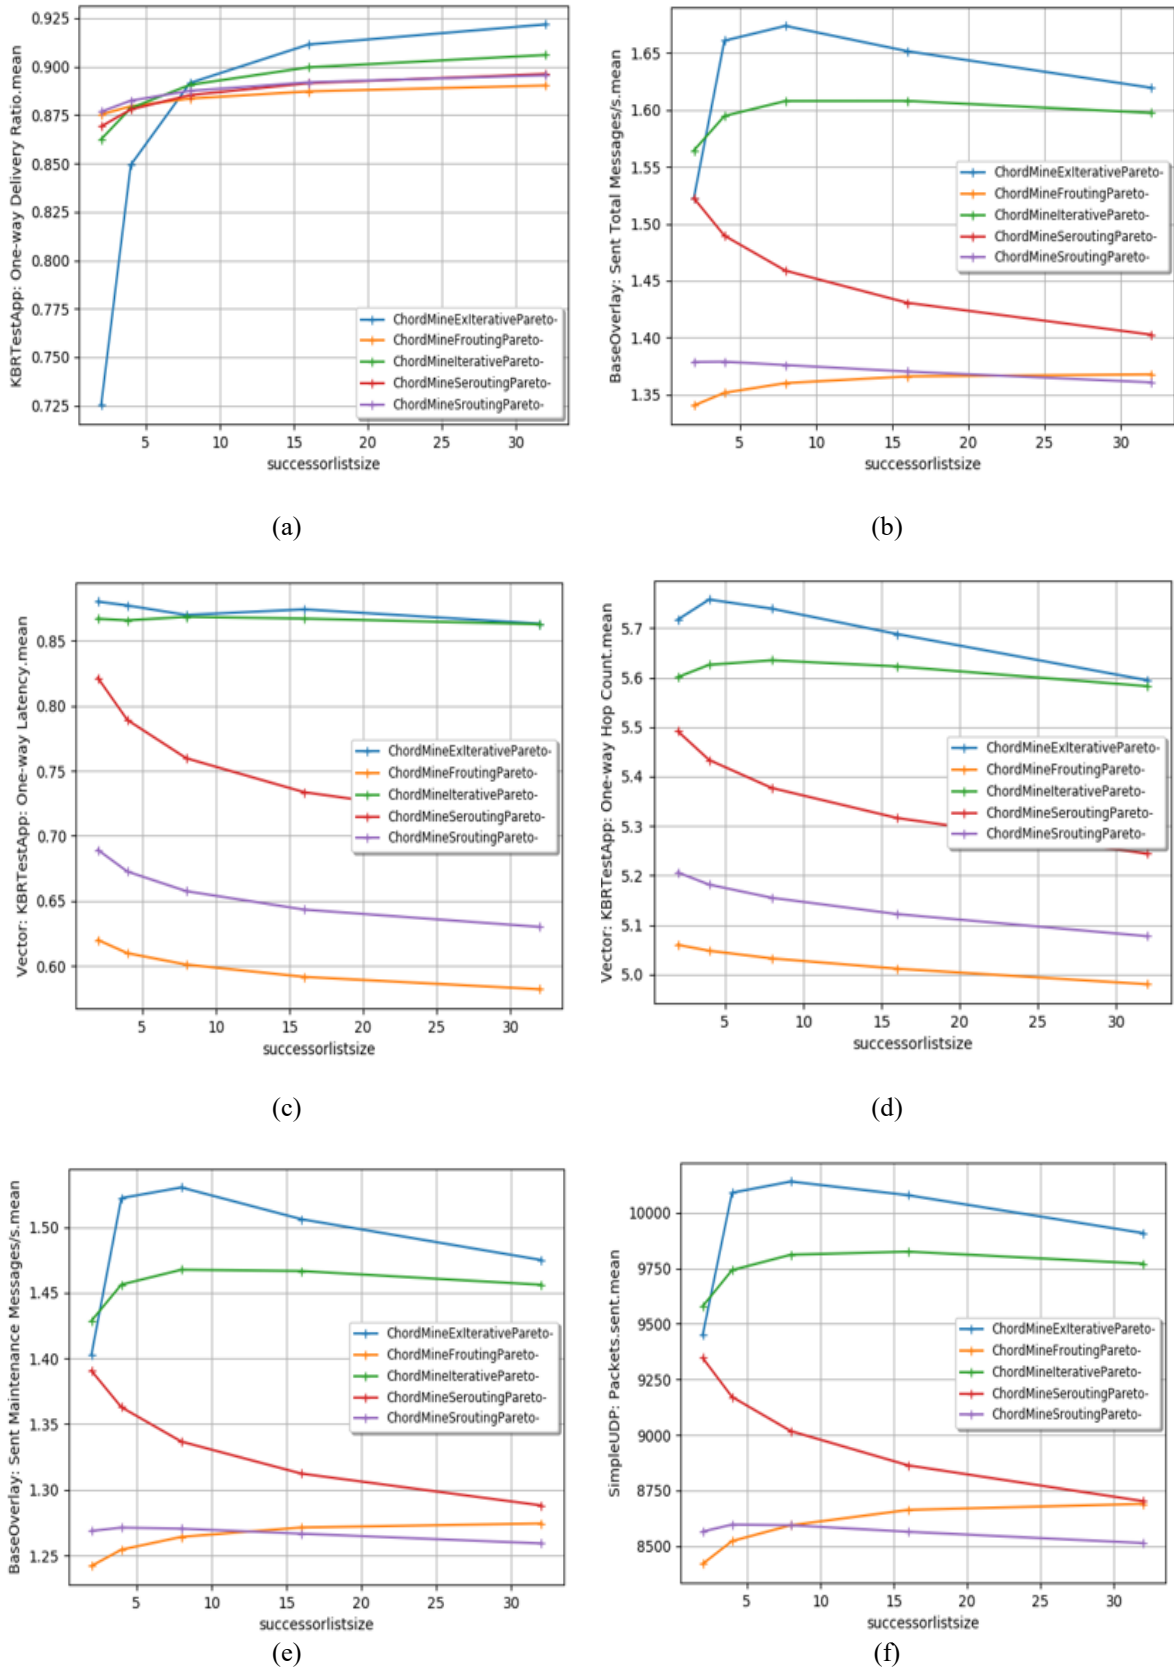 KBRTestApp: One-way Delivery Ratio.mean
0.925
0.900
0.875
0.850
0.825
0.800
0.775
0.750
0.725
ChordMineExIterativePareto-
ChordMineFroutingPareto-
ChordMineIterativePareto-
ChordMineSeroutingPareto-
ChordMineSroutingPareto-
5 10 15 20 25 30
successorlistsize
(a)
BaseOverlay: Sent Total Messages/s.mean
1.65
1.60
1.55
1.50
1.45
1.40
1.35
ChordMineExIterativePareto-
ChordMineFroutingPareto-
ChordMineIterativePareto-
ChordMineSeroutingPareto-
ChordMineSroutingPareto-
5 10 15 20 25 30
successorlistsize
(b)
Vector: KBRTestApp: One-way Latency.mean
0.85
0.80
0.75
0.70
0.65
0.60
ChordMineExIterativePareto-
ChordMineFroutingPareto-
ChordMineIterativePareto-
ChordMineSeroutingPareto-
ChordMineSroutingPareto-
5 10 15 20 25 30
successorlistsize
(c)
Vector: KBRTestApp: One-way Hop Count.mean
5.7
5.6
5.5
5.4
5.3
5.2
5.1
5.0
ChordMineExIterativePareto-
ChordMineFroutingPareto-
ChordMineIterativePareto-
ChordMineSeroutingPareto-
ChordMineSroutingPareto-
5 10 15 20 25 30
successorlistsize
(d)
BaseOverlay: Sent Maintenance Messages/s.mean
1.50
1.45
1.40
1.35
1.30
1.25
ChordMineExIterativePareto-
ChordMineFroutingPareto-
ChordMineIterativePareto-
ChordMineSeroutingPareto-
ChordMineSroutingPareto-
5 10 15 20 25 30
successorlistsize
(e)
SimpleUDP: Packets.sent.mean
10000
9750
9500
9250
9000
8750
8500
ChordMineExIterativePareto-
ChordMineFroutingPareto-
ChordMineIterativePareto-
ChordMineSeroutingPareto-
ChordMineSroutingPareto-
5 10 15 20 25 30
successorlistsize
(f)